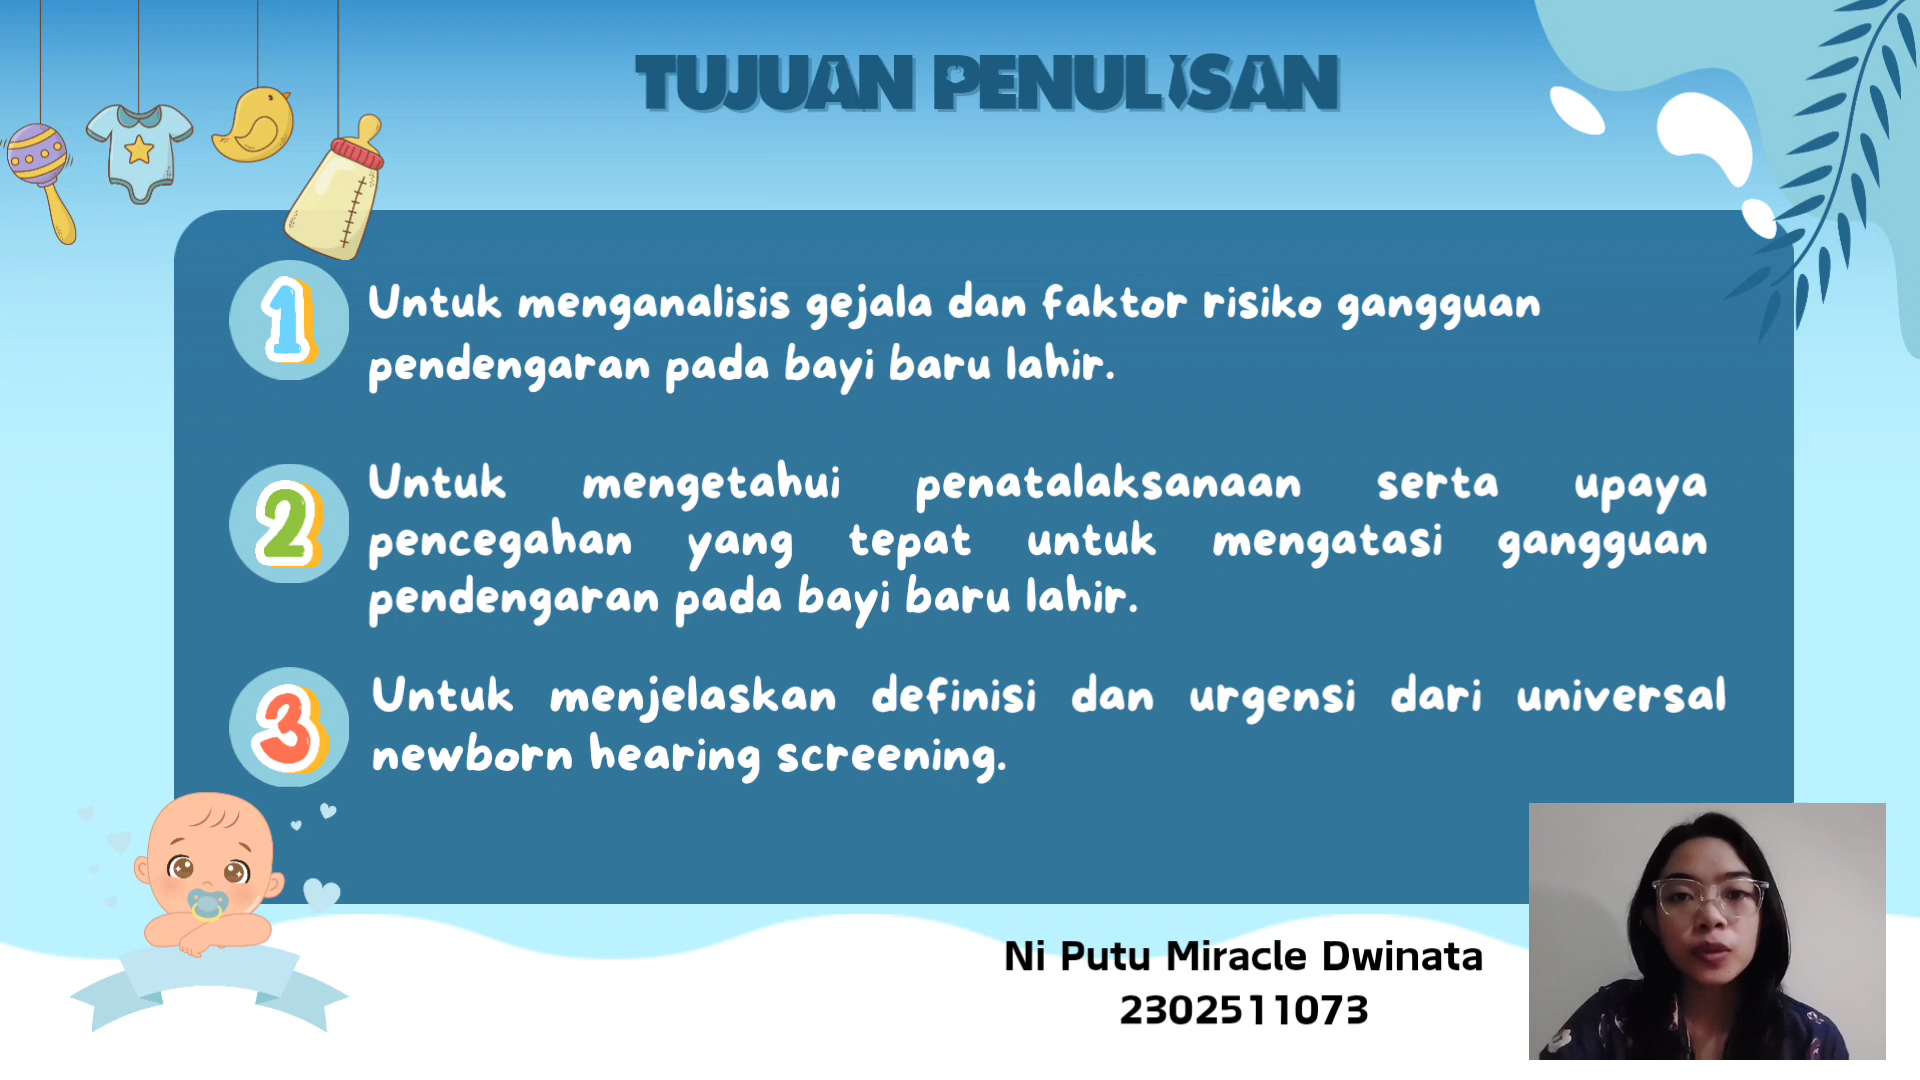 TUJUAN PENULISAN
1
Untuk menganalisis gejala dan faktor risiko gangguan
pendengaran pada bayi baru lahir.
2
Untuk mengetahui penatalaksanaan serta upaya
pencegahan yang tepat untuk mengatasi gangguan
pendengaran pada bayi baru lahir.
3
Untuk menjelaskan definisi dan urgensi dari universal
newborn hearing screening.
Ni Putu Miracle Dwinata
2302511073